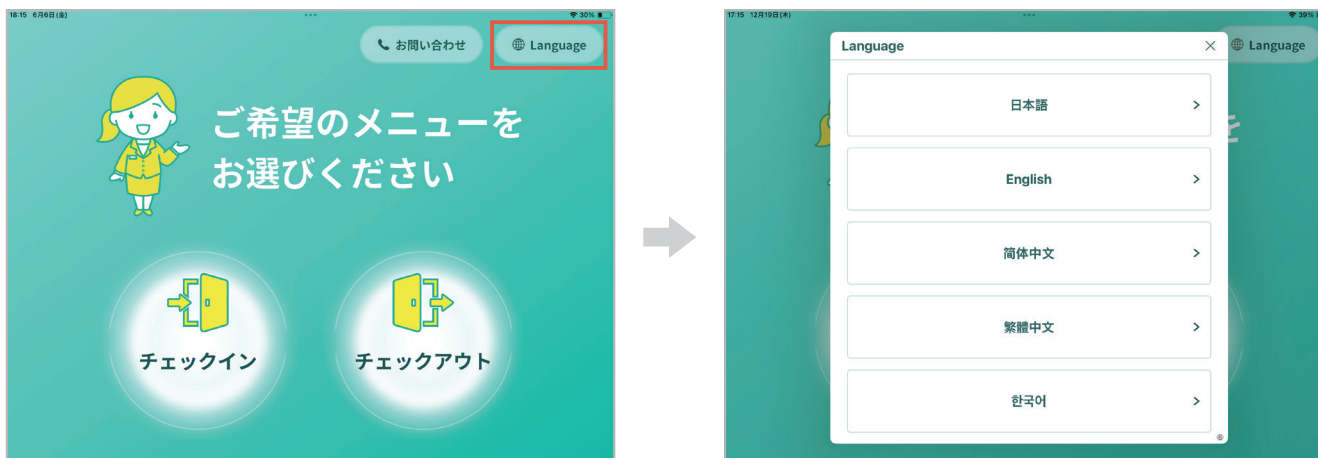 18:15 6月6日(金)
30%
お問い合わせ
Language
ご希望のメニューを
お選びください
チェックイン
チェックアウト
17:15 12月19日(木)
39%
Language
Language
日本語
English
简体中文
繁體中文
한국어